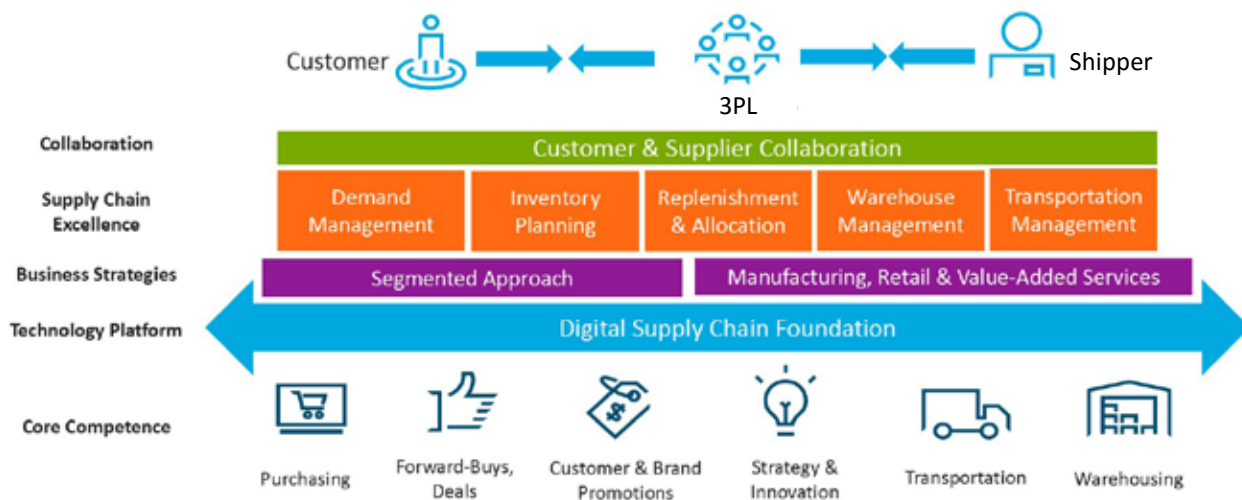 Customer
3PL
Shipper
Collaboration
Customer & Supplier Collaboration
Supply Chain
Excellence
Demand
Management
Inventory
Planning
Replenishment
& Allocation
Warehouse
Management
Transportation
Management
Business Strategies
Segmented Approach
Manufacturing, Retail & Value-Added Services
Technology Platform
Digital Supply Chain Foundation
Core Competence
$
Purchasing
Forward-Buys,
Deals
Customer & Brand
Promotions
Strategy &
Innovation
Transportation
Warehousing